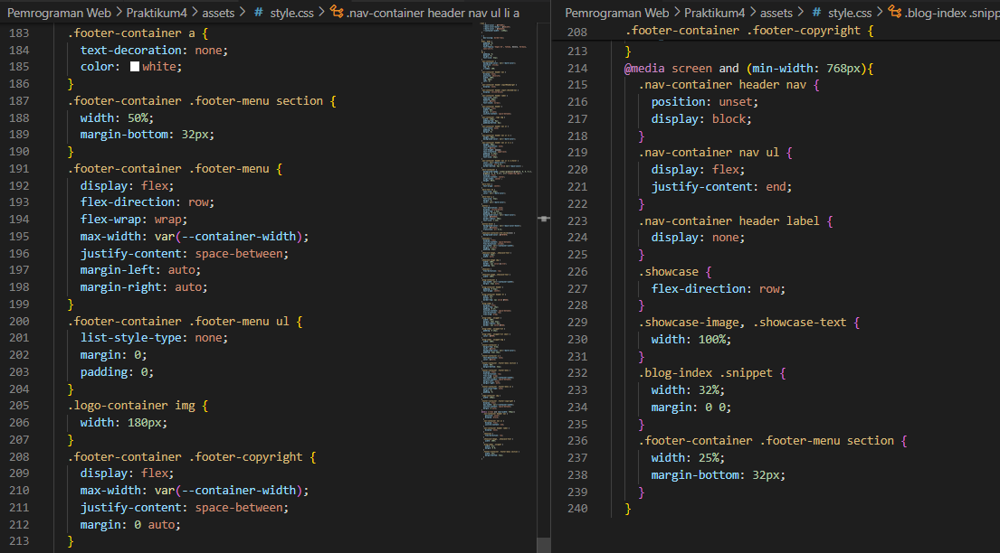 Pemrograman Web > Praktikum4 > assets > # style.css > .nav-container header nav ul li a
183 .footer-container a {
184 text-decoration: none;
185 color: white;
186 }
187 .footer-container .footer-menu section {
188 width: 50%;
189 margin-bottom: 32px;
190 }
191 .footer-container .footer-menu {
192 display: flex;
193 flex-direction: row;
194 flex-wrap: wrap;
195 max-width: var(--container-width);
196 justify-content: space-between;
197 margin-left: auto;
198 margin-right: auto;
199 }
200 .footer-container .footer-menu ul {
201 list-style-type: none;
202 margin: 0;
203 padding: 0;
204 }
205 .logo-container img {
206 width: 180px;
207 }
208 .footer-container .footer-copyright {
209 display: flex;
210 max-width: var(--container-width);
211 justify-content: space-between;
212 margin: 0 auto;
213 }
Pemrograman Web > Praktikum4 > assets > # style.css > .blog-index .snipp
208 .footer-container .footer-copyright {
213 }
214 @media screen and (min-width: 768px){
215 .nav-container header nav {
216 position: unset;
217 display: block;
218 }
219 .nav-container nav ul {
220 display: flex;
221 justify-content: end;
222 }
223 .nav-container header label {
224 display: none;
225 }
226 .showcase {
227 flex-direction: row;
228 }
229 .showcase-image, .showcase-text {
230 width: 100%;
231 }
232 .blog-index .snippet {
233 width: 32%;
234 margin: 0 0;
235 }
236 .footer-container .footer-menu section {
237 width: 25%;
238 margin-bottom: 32px;
239 }
240 }